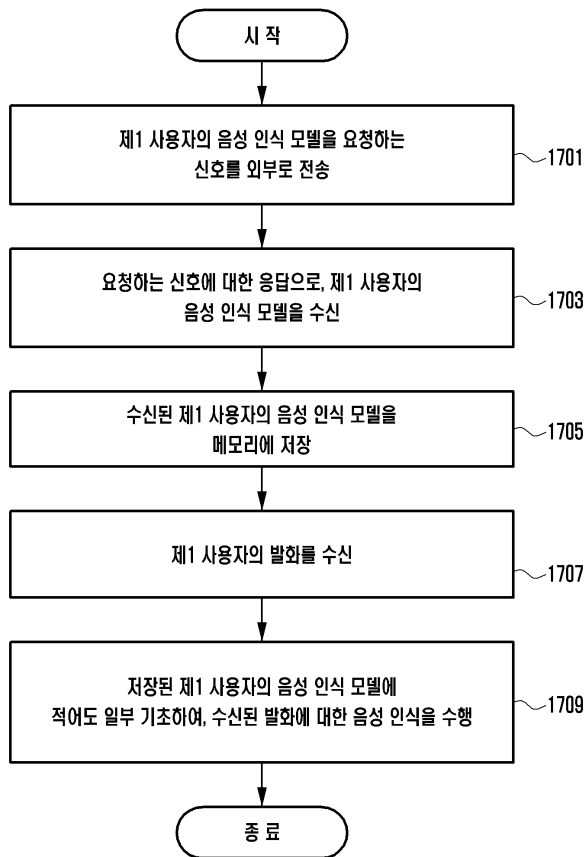 시 작
제1 사용자의 음성 인식 모델을 요청하는
신호를 외부로 전송
1701
요청하는 신호에 대한 응답으로, 제1 사용자의
음성 인식 모델을 수신
1703
수신된 제1 사용자의 음성 인식 모델을
메모리에 저장
1705
제1 사용자의 발화를 수신
1707
저장된 제1 사용자의 음성 인식 모델에
적어도 일부 기초하여, 수신된 발화에 대한 음성 인식을 수행
1709
종 료